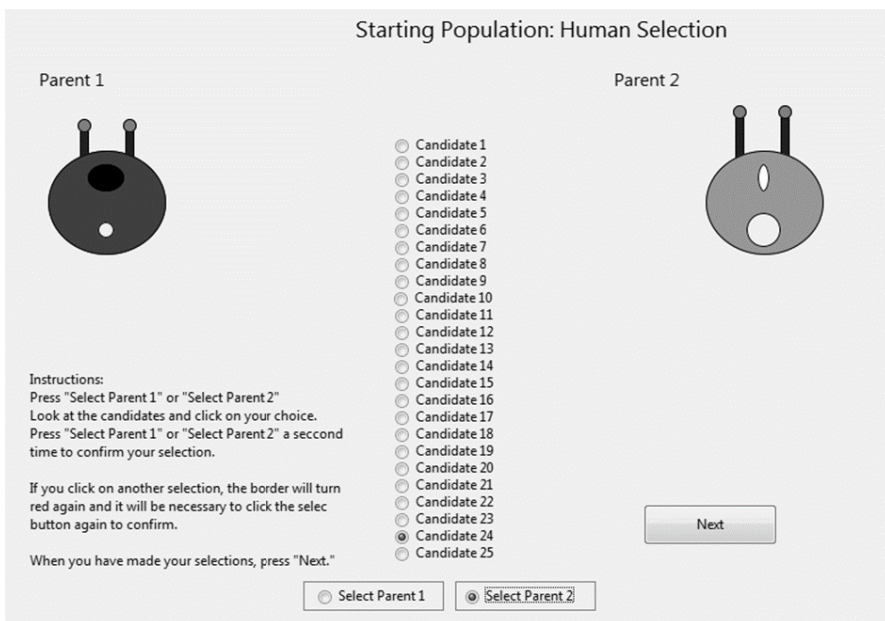 Starting Population: Human Selection
Parent 1
Parent 2
Candidate 1
Candidate 2
Candidate 3
Candidate 4
Candidate 5
Candidate 6
Candidate 7
Candidate 8
Candidate 9
Candidate 10
Candidate 11
Candidate 12
Candidate 13
Candidate 14
Candidate 15
Candidate 16
Candidate 17
Candidate 18
Candidate 19
Candidate 20
Candidate 21
Candidate 22
Candidate 23
Candidate 24
Candidate 25
Instructions:
Press "Select Parent 1" or "Select Parent 2"
Look at the candidates and click on your choice.
Press "Select Parent 1" or "Select Parent 2" a seccond
time to confirm your selection.
If you click on another selection, the border will turn
red again and it will be necessary to click the selec
button again to confirm.
When you have made your selections, press "Next."
Next
Select Parent 1
Select Parent 2